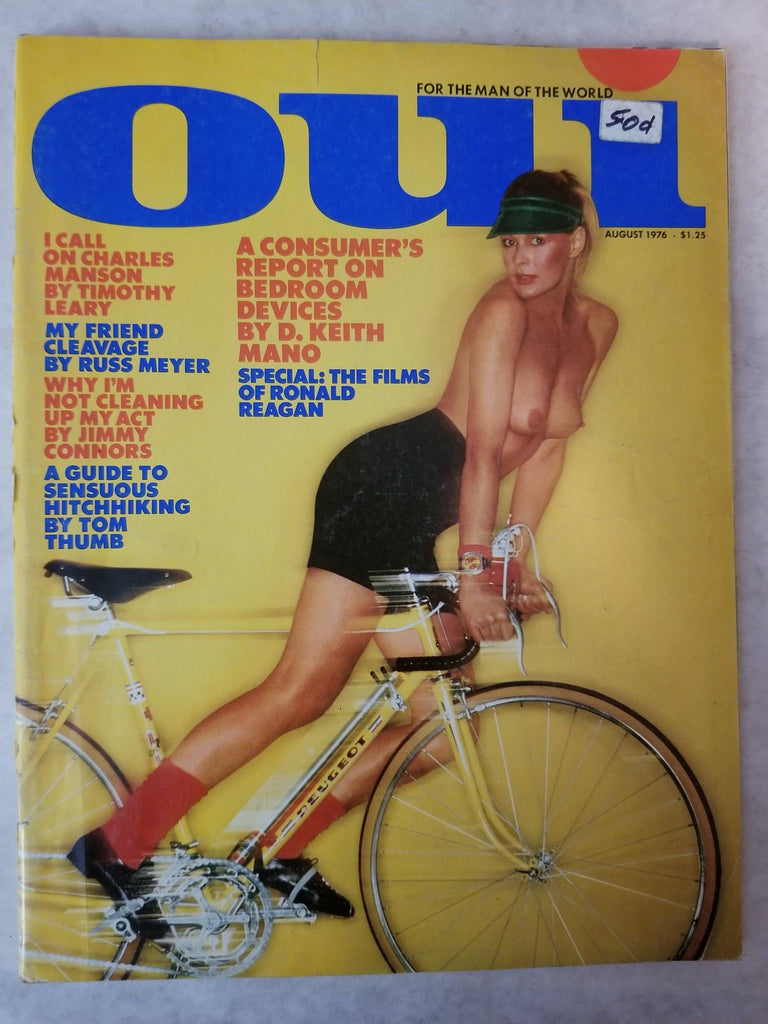 FOR THE MAN OF THE WORLD
oui
50¢
AUGUST 1976 - $1.25
I CALL
ON CHARLES
MANSON
BY TIMOTHY
LEARY
MY FRIEND
CLEAVAGE
BY RUSS MEYER
WHY I'M
NOT CLEANING
UP MY ACT
BY JIMMY
CONNORS
A GUIDE TO
SENSUOUS
HITCHHIKING
BY TOM
THUMB
A CONSUMER'S
REPORT ON
BEDROOM
DEVICES
BY D. KEITH
MANO
SPECIAL: THE FILMS
OF RONALD
REAGAN
PEUGEOT